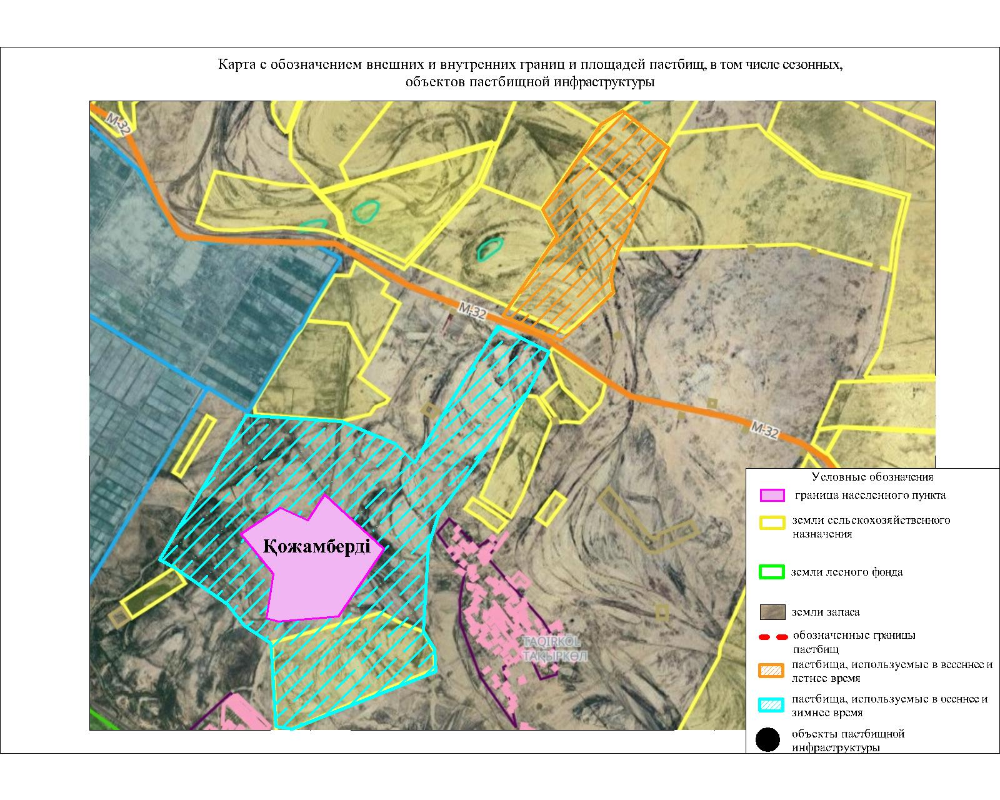 Карта с обозначением внешних и внутренних границ и площадей пастбищ, в том числе сезонных,
объектов пастбищной инфраструктуры
М-32
М-32
М-32
Қожамберді
TAQIRKÖL
ТАҚЫРКӨЛ
Условные обозначения
граница населенного пункта
земли сельскохозяйственного
назначения
земли лесного фонда
земли запаса
обозначенные границы
пастбищ
пастбища, используемые в весеннее и
летнее время
пастбища, используемые в осеннее и
зимнее время
объекты пастбищной
инфраструктуры